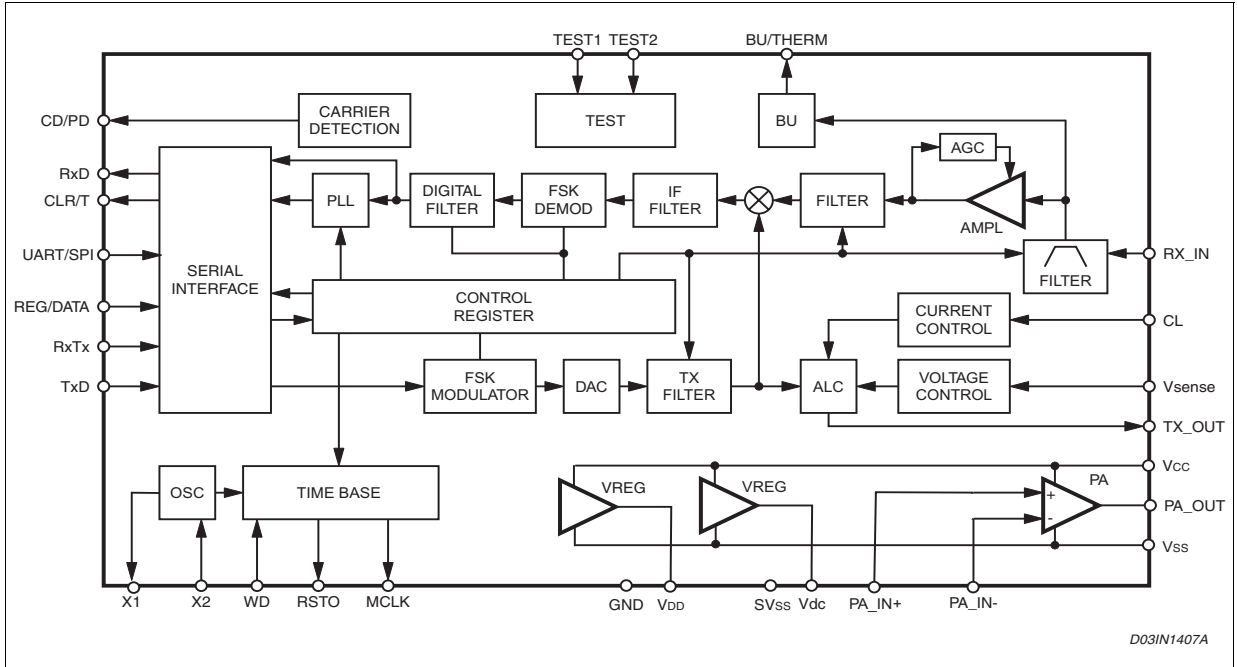 TEST1 TEST2 BU/THERM
CD/PD
CARRIER
DETECTION
TEST
BU
AGC
RxD
CLR/T
PLL
DIGITAL
FILTER
FSK
DEMOD
IF
FILTER
FILTER
AMPL
UART/SPI
SERIAL
INTERFACE
FILTER
RX_IN
REG/DATA
CONTROL
REGISTER
CURRENT
CONTROL
CL
RxTx
TxD
FSK
MODULATOR
DAC
TX
FILTER
ALC
VOLTAGE
CONTROL
Vsense
TX_OUT
OSC
TIME BASE
VREG
VREG
Vcc
PA
+
-
PA_OUT
Vss
X1 X2 WD RSTO MCLK GND VDD SVss Vdc PA_IN+ PA_IN-
D03IN1407A